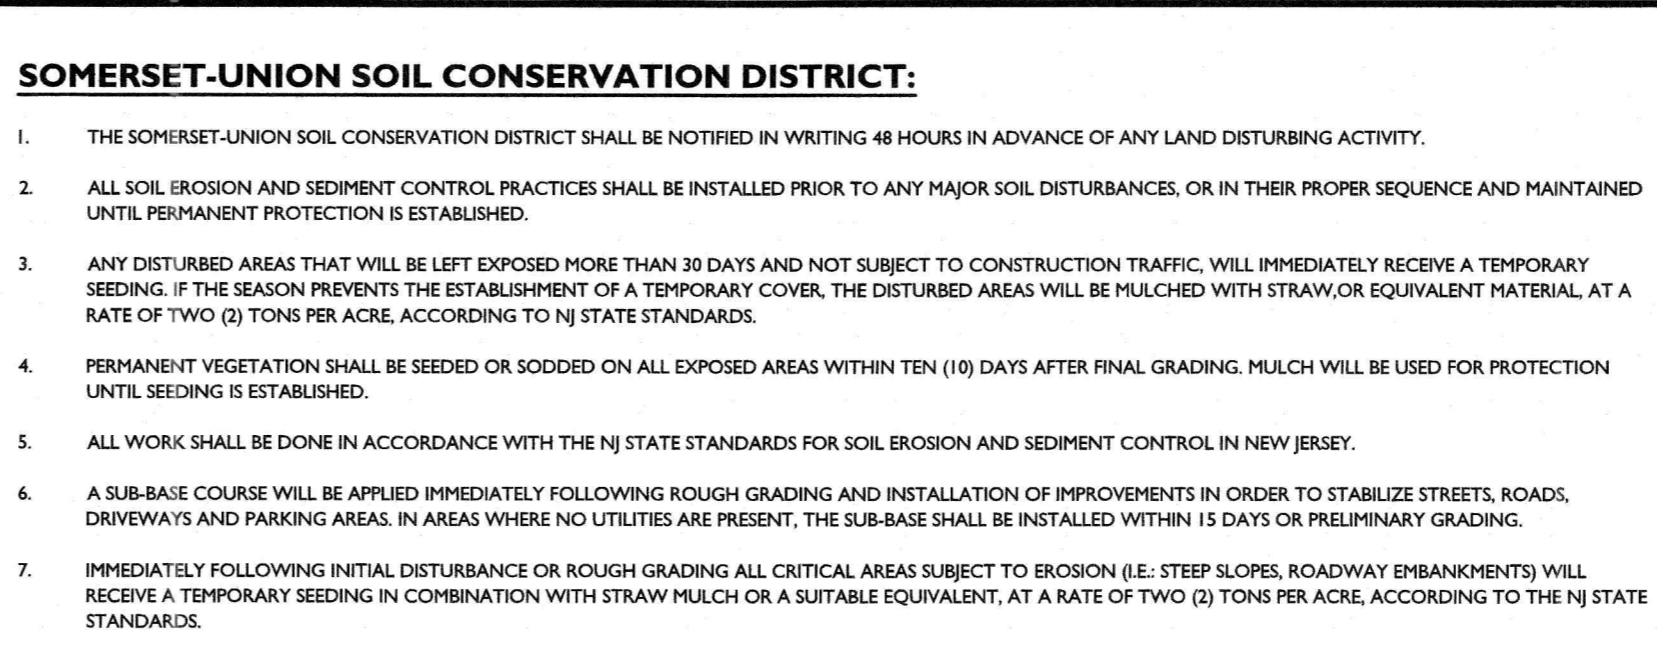 SOMERSET-UNION SOIL CONSERVATION DISTRICT:
1. THE SOMERSET-UNION SOIL CONSERVATION DISTRICT SHALL BE NOTIFIED IN WRITING 48 HOURS IN ADVANCE OF ANY LAND DISTURBING ACTIVITY.
2. ALL SOIL EROSION AND SEDIMENT CONTROL PRACTICES SHALL BE INSTALLED PRIOR TO ANY MAJOR SOIL DISTURBANCES, OR IN THEIR PROPER SEQUENCE AND MAINTAINED
UNTIL PERMANENT PROTECTION IS ESTABLISHED.
3. ANY DISTURBED AREAS THAT WILL BE LEFT EXPOSED MORE THAN 30 DAYS AND NOT SUBJECT TO CONSTRUCTION TRAFFIC, WILL IMMEDIATELY RECEIVE A TEMPORARY
SEEDING. IF THE SEASON PREVENTS THE ESTABLISHMENT OF A TEMPORARY COVER, THE DISTURBED AREAS WILL BE MULCHED WITH STRAW,OR EQUIVALENT MATERIAL, AT A
RATE OF TWO (2) TONS PER ACRE, ACCORDING TO NJ STATE STANDARDS.
4. PERMANENT VEGETATION SHALL BE SEEDED OR SODDED ON ALL EXPOSED AREAS WITHIN TEN (10) DAYS AFTER FINAL GRADING. MULCH WILL BE USED FOR PROTECTION
UNTIL SEEDING IS ESTABLISHED.
5. ALL WORK SHALL BE DONE IN ACCORDANCE WITH THE NJ STATE STANDARDS FOR SOIL EROSION AND SEDIMENT CONTROL IN NEW JERSEY.
6. A SUB-BASE COURSE WILL BE APPLIED IMMEDIATELY FOLLOWING ROUGH GRADING AND INSTALLATION OF IMPROVEMENTS IN ORDER TO STABILIZE STREETS, ROADS,
DRIVEWAYS AND PARKING AREAS. IN AREAS WHERE NO UTILITIES ARE PRESENT, THE SUB-BASE SHALL BE INSTALLED WITHIN 15 DAYS OR PRELIMINARY GRADING.
7. IMMEDIATELY FOLLOWING INITIAL DISTURBANCE OR ROUGH GRADING ALL CRITICAL AREAS SUBJECT TO EROSION (I.E.: STEEP SLOPES, ROADWAY EMBANKMENTS) WILL
RECEIVE A TEMPORARY SEEDING IN COMBINATION WITH STRAW MULCH OR A SUITABLE EQUIVALENT, AT A RATE OF TWO (2) TONS PER ACRE, ACCORDING TO THE NJ STATE
STANDARDS.